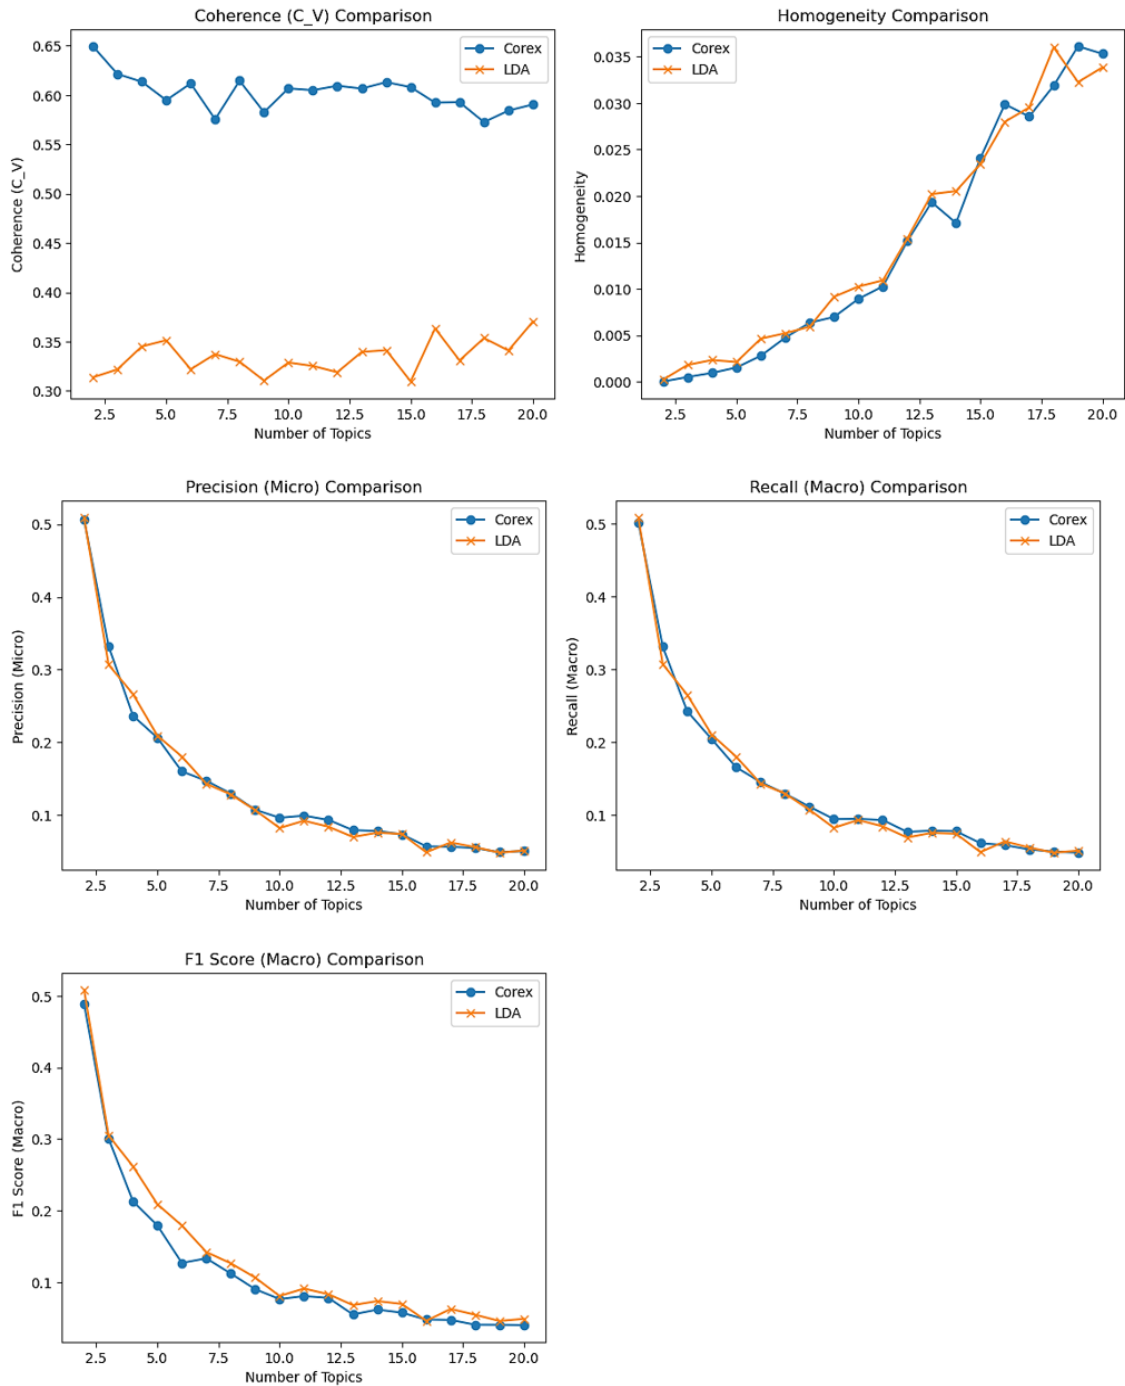 Coherence (C_V) Comparison
Corex
LDA
0.65
0.60
0.55
0.50
0.45
0.40
0.35
0.30
Coherence (C_V)
2.5 5.0 7.5 10.0 12.5 15.0 17.5 20.0
Number of Topics
Homogeneity Comparison
Corex
LDA
0.035
0.030
0.025
0.020
0.015
0.010
0.005
0.000
Homogeneity
2.5 5.0 7.5 10.0 12.5 15.0 17.5 20.0
Number of Topics
Precision (Micro) Comparison
Corex
LDA
0.5
0.4
0.3
0.2
0.1
Precision (Micro)
2.5 5.0 7.5 10.0 12.5 15.0 17.5 20.0
Number of Topics
Recall (Macro) Comparison
Corex
LDA
0.5
0.4
0.3
0.2
0.1
Recall (Macro)
2.5 5.0 7.5 10.0 12.5 15.0 17.5 20.0
Number of Topics
F1 Score (Macro) Comparison
Corex
LDA
0.5
0.4
0.3
0.2
0.1
F1 Score (Macro)
2.5 5.0 7.5 10.0 12.5 15.0 17.5 20.0
Number of Topics